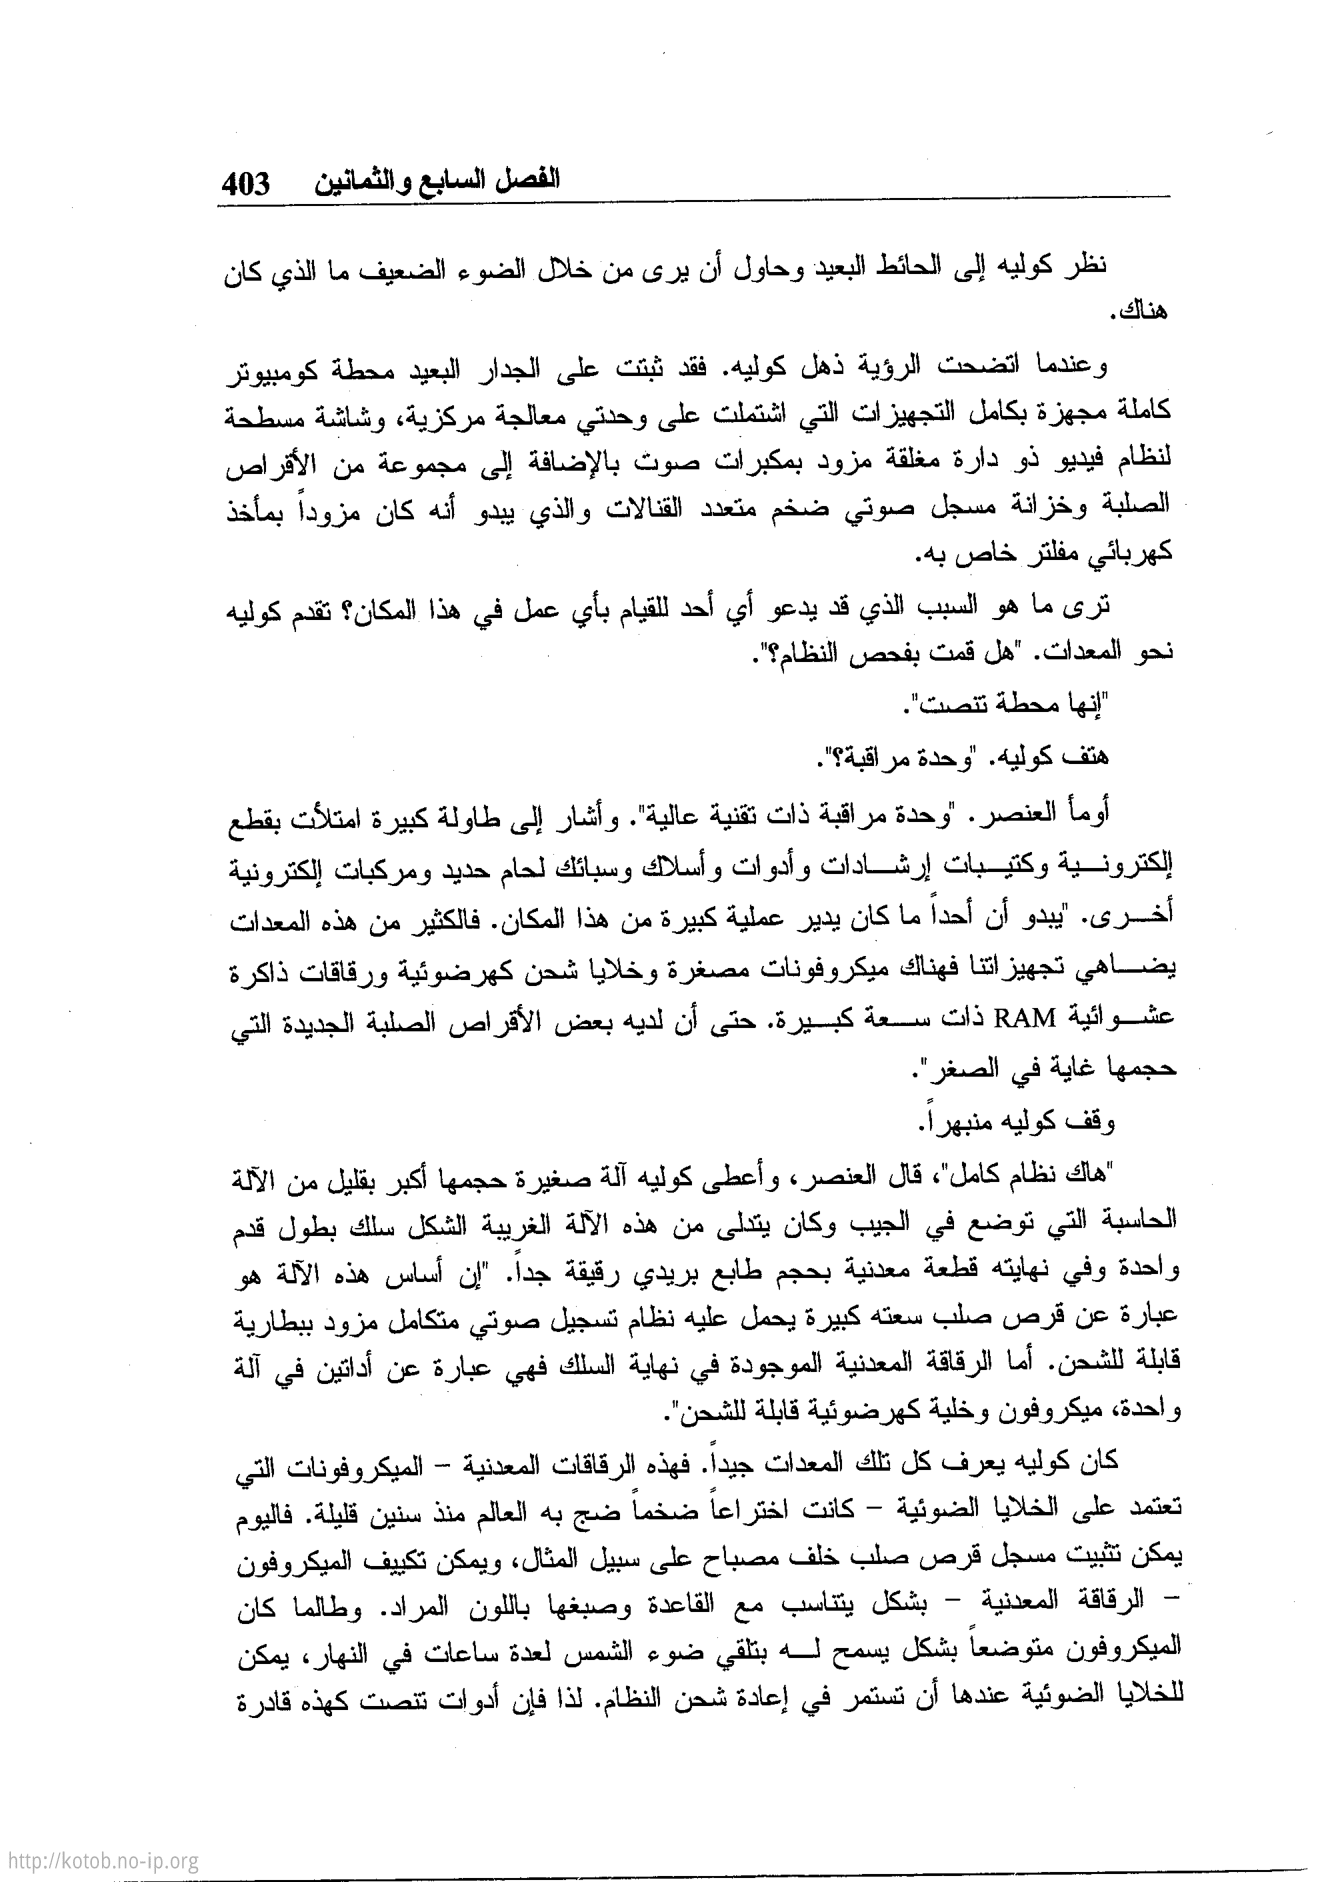 الفصل السابع والثمانين 403
نظر كوليه إلى الحائط البعيد وحاول أن يرى من خلال الضوء الضعيف ما الذي كان
هناك.
وعندما اتضحت الرؤية ذهل كوليه. فقد ثبتت على الجدار البعيد محطة كومبيوتر
كاملة مجهزة بكامل التجهيزات التي اشتملت على وحدتي معالجة مركزية، وشاشة مسطحة
لنظام فيديو ذو دارة مغلقة مزود بمكبرات صوت بالإضافة إلى مجموعة من الأقراص
الصلبة وخزانة مسجل صوتي ضخم متعدد القنالات والذي يبدو أنه كان مزوداً بمأخذ
كهربائي مفلتر خاص به.
ترى ما هو السبب الذي قد يدعو أي أحد للقيام بأي عمل في هذا المكان؟ تقدم كوليه
نحو المعدات. "هل قمت بفحص النظام؟".
"إنها محطة تنصت".
هتف كوليه. "وحدة مراقبة؟".
أومأ العنصر. "وحدة مراقبة ذات تقنية عالية". وأشار إلى طاولة كبيرة امتلأت بقطع
إلكترونـــية وكتيـــبات إرشـــادات وأدوات وأسلاك وسبائك لحام حديد ومركبات إلكترونية
أخـــرى. "يبدو أن أحداً ما كان يدير عملية كبيرة من هذا المكان. فالكثير من هذه المعدات
يضـــاهي تجهيزاتنا فهناك ميكروفونات مصغرة وخلايا شحن كهرضوئية ورقاقات ذاكرة
عشـــوائية RAM ذات ســـعة كبـــيرة. حتى أن لديه بعض الأقراص الصلبة الجديدة التي
حجمها غاية في الصغر".
وقف كوليه منبهراً.
"هاك نظام كامل"، قال العنصر، وأعطى كوليه آلة صغيرة حجمها أكبر بقليل من الآلة
الحاسبة التي توضع في الجيب وكان يتدلى من هذه الآلة الغريبة الشكل سلك بطول قدم
واحدة وفي نهايته قطعة معدنية بحجم طابع بريدي رقيقة جداً. "إن أساس هذه الآلة هو
عبارة عن قرص صلب سعته كبيرة يحمل عليه نظام تسجيل صوتي متكامل مزود ببطارية
قابلة للشحن. أما الرقاقة المعدنية الموجودة في نهاية السلك فهي عبارة عن أداتين في آلة
واحدة، ميكروفون وخلية كهرضوئية قابلة للشحن".
كان كوليه يعرف كل تلك المعدات جيداً. فهذه الرقاقات المعدنية – الميكروفونات التي
تعتمد على الخلايا الضوئية – كانت اختراعاً ضخماً ضج به العالم منذ سنين قليلة. فاليوم
يمكن تثبيت مسجل قرص صلب خلف مصباح على سبيل المثال، ويمكن تكييف الميكروفون
– الرقاقة المعدنية – بشكل يتناسب مع القاعدة وصبغها باللون المراد. وطالما كان
الميكروفون متوضعاً بشكل يسمح لـــه بتلقي ضوء الشمس لعدة ساعات في النهار، يمكن
للخلايا الضوئية عندها أن تستمر في إعادة شحن النظام. لذا فإن أدوات تنصت كهذه قادرة
http://kotob.no-ip.org